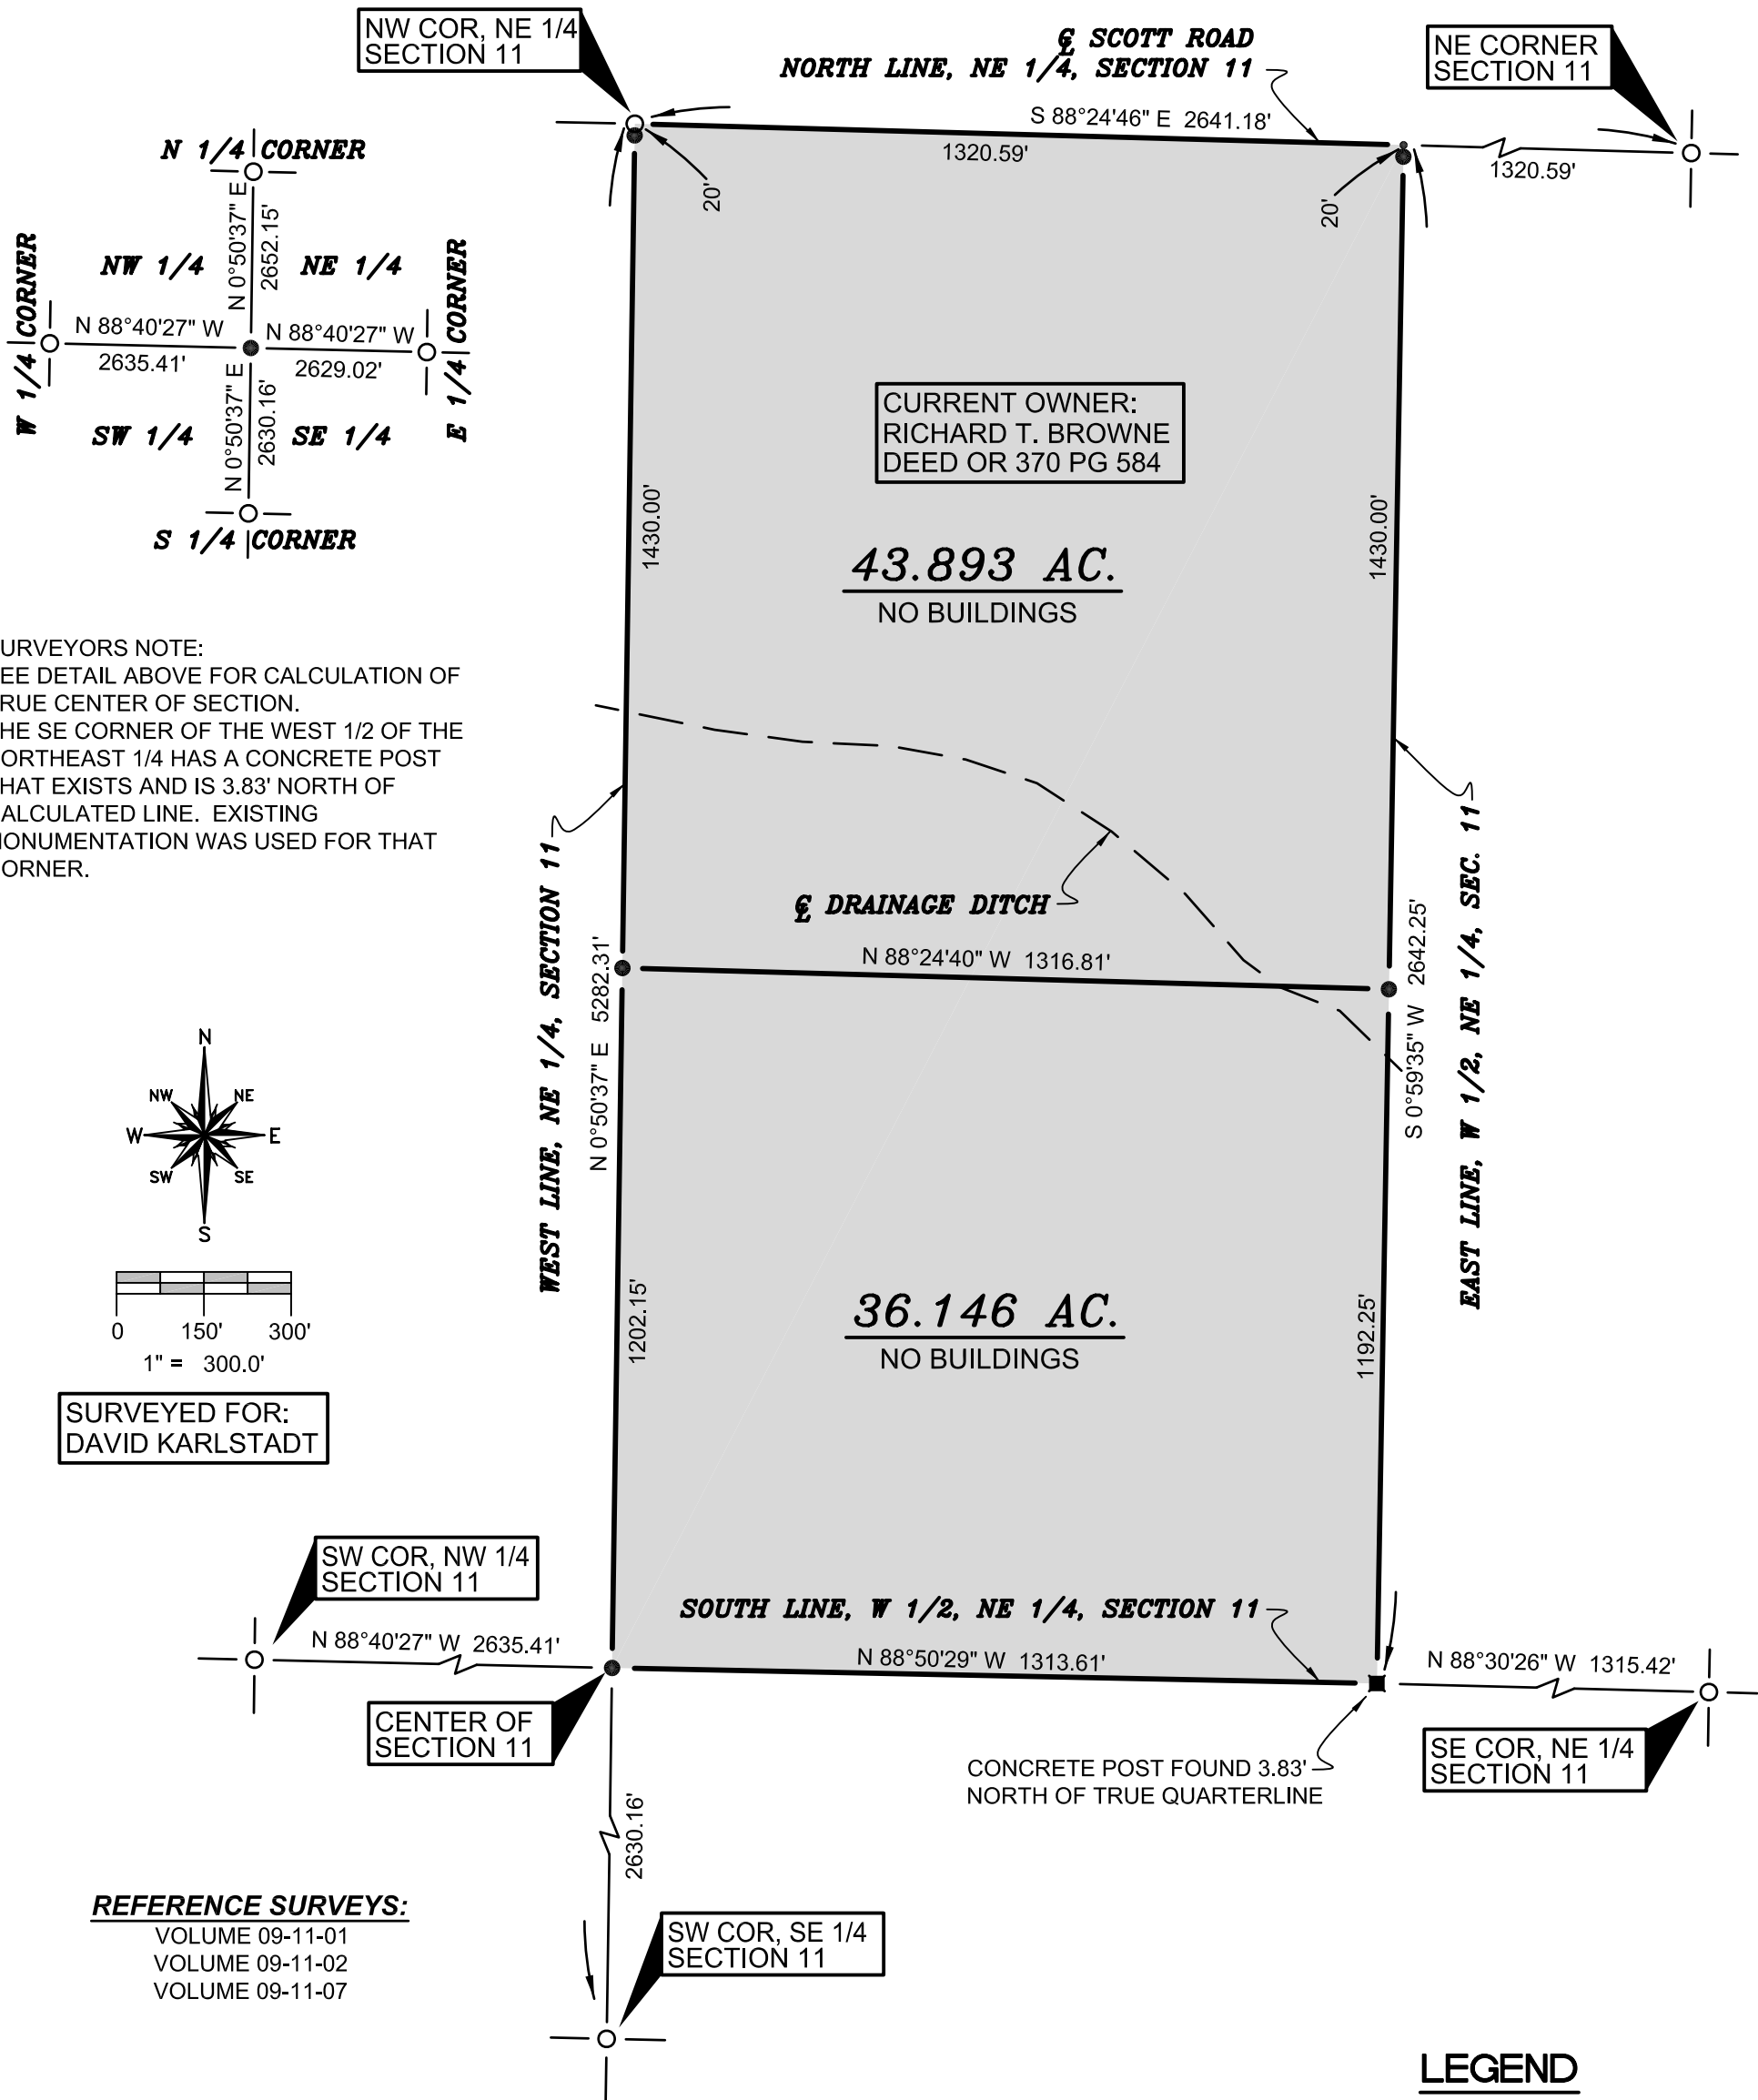 NW COR, NE 1/4
SECTION 11
℄ SCOTT ROAD
NORTH LINE, NE 1/4, SECTION 11
NE CORNER
SECTION 11
S 88°24'46" E 2641.18'
1320.59'
1320.59'
20'
20'
N 1/4 CORNER
N 0°50'37" E
2652.15'
NW 1/4
NE 1/4
W 1/4 CORNER
E 1/4 CORNER
N 88°40'27" W
2635.41'
N 88°40'27" W
2629.02'
N 0°50'37" E
2630.16'
SW 1/4
SE 1/4
S 1/4 CORNER
CURRENT OWNER:
RICHARD T. BROWNE
DEED OR 370 PG 584
1430.00'
1430.00'
43.893 AC.
NO BUILDINGS
URVEYORS NOTE:
EE DETAIL ABOVE FOR CALCULATION OF
RUE CENTER OF SECTION.
HE SE CORNER OF THE WEST 1/2 OF THE
ORTHEAST 1/4 HAS A CONCRETE POST
HAT EXISTS AND IS 3.83' NORTH OF
ALCULATED LINE. EXISTING
MONUMENTATION WAS USED FOR THAT
ORNER.
℄ DRAINAGE DITCH
WEST LINE, NE 1/4, SECTION 11
N 0°50'37" E 5282.31'
N 88°24'40" W 1316.81'
S 0°59'35" W 2642.25'
EAST LINE, W 1/2, NE 1/4, SEC. 11
N
NW
NE
W
E
SW
SE
S
0 150' 300'
1" = 300.0'
SURVEYED FOR:
DAVID KARLSTADT
1202.15'
1192.25'
36.146 AC.
NO BUILDINGS
SW COR, NW 1/4
SECTION 11
N 88°40'27" W 2635.41'
SOUTH LINE, W 1/2, NE 1/4, SECTION 11
N 88°50'29" W 1313.61'
N 88°30'26" W 1315.42'
CENTER OF
SECTION 11
CONCRETE POST FOUND 3.83'
NORTH OF TRUE QUARTERLINE
SE COR, NE 1/4
SECTION 11
2630.16'
REFERENCE SURVEYS:
VOLUME 09-11-01
VOLUME 09-11-02
VOLUME 09-11-07
SW COR, SE 1/4
SECTION 11
LEGEND